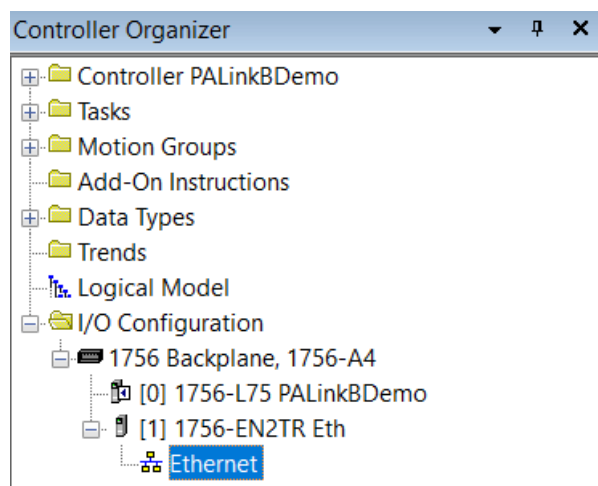 Controller Organizer
Controller PALinkBDemo
Tasks
Motion Groups
Add-On Instructions
Data Types
Trends
Logical Model
I/O Configuration
1756 Backplane, 1756-A4
[0] 1756-L75 PALinkBDemo
[1] 1756-EN2TR Eth
Ethernet